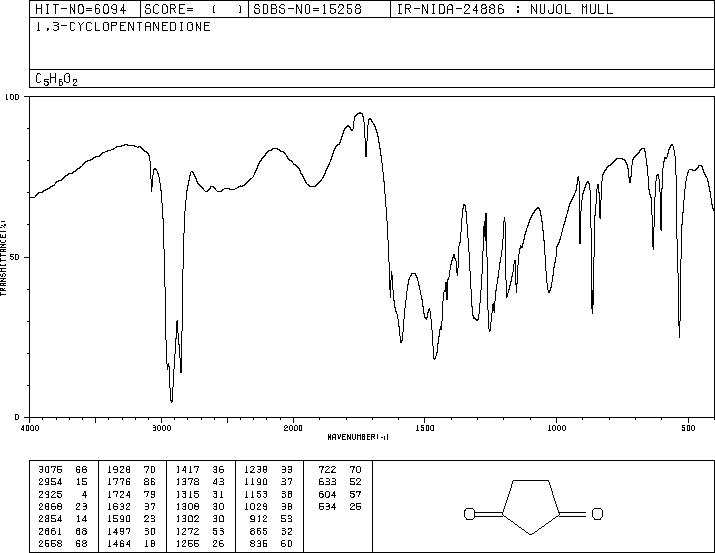 HIT-NO=6094 SCORE= ( ) SDBS-NO=15258 IR-NIDA-24886 : NUJOL MULL
1,3-CYCLOPENTANEDIONE
C5H6O2
100
TRANSMITTANCE(%)
50
0
4000 3000 2000 1500 1000 500
WAVENUMBER(-1)
3075 68 1928 70 1417 36 1238 33 722 70
2954 15 1776 86 1378 43 1190 37 633 52
2925 4 1724 79 1315 31 1153 38 604 57
2868 23 1632 37 1308 30 1029 38 534 25
2854 14 1590 23 1302 30 912 53
2661 68 1497 30 1272 53 865 32
2558 68 1464 18 1255 26 836 60
O O